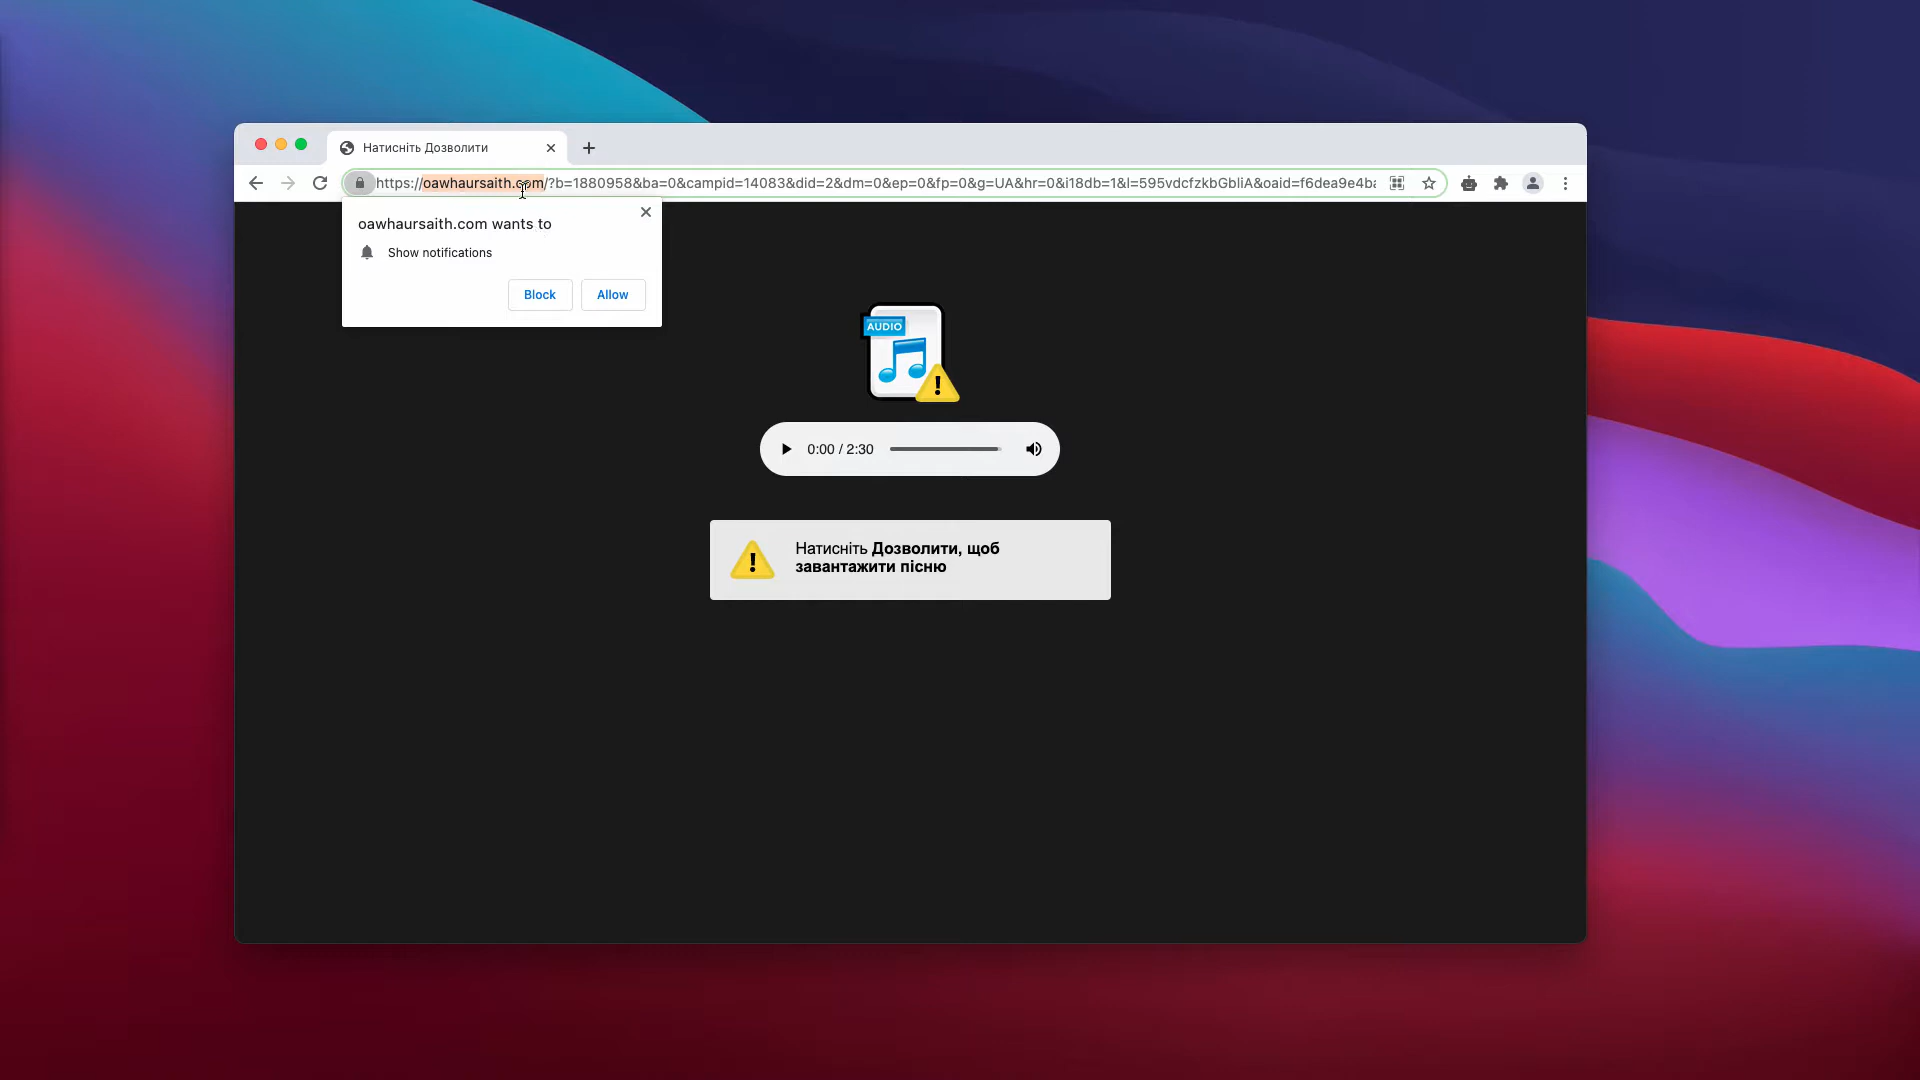 Натисніть Дозволити
https://oawhaursaith.com/?b=1880958&ba=0&campid=14083&did=2&dm=0&ep=0&fp=0&g=UA&hr=0&i18db=1&l=595vdcfzkbGbliA&oaid=f6dea9e4ba
oawhaursaith.com wants to
Show notifications
Block Allow
AUDIO
0:00 / 2:30
Натисніть Дозволити, щоб
завантажити пісню